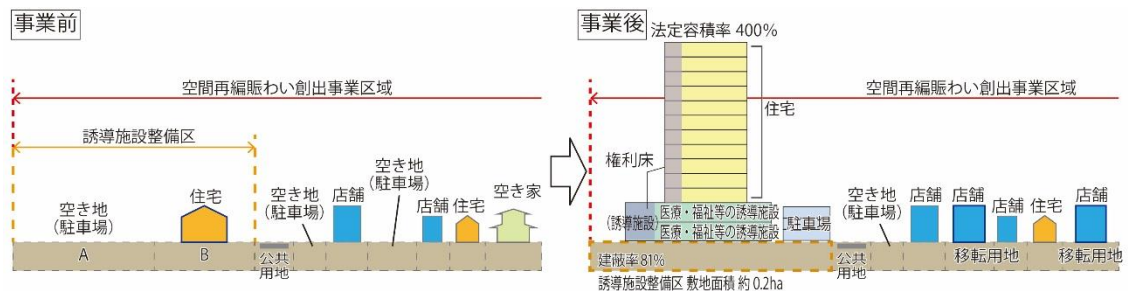 事業前
空間再編賑わい創出事業区域
誘導施設整備区
空き地
(駐車場)
住宅
空き地
(駐車場)
店舗
空き地
(駐車場)
店舗
住宅
空き家
A
B
公共
用地
事業後
法定容積率 400%
空間再編賑わい創出事業区域
住宅
権利床
(誘導施設)
医療・福祉等の誘導施設
医療・福祉等の誘導施設
駐車場
空き地
(駐車場)
店舗
店舗
店舗
住宅
店舗
建蔽率81%
公共
用地
移転用地
移転用地
誘導施設整備区 敷地面積 約 0.2ha